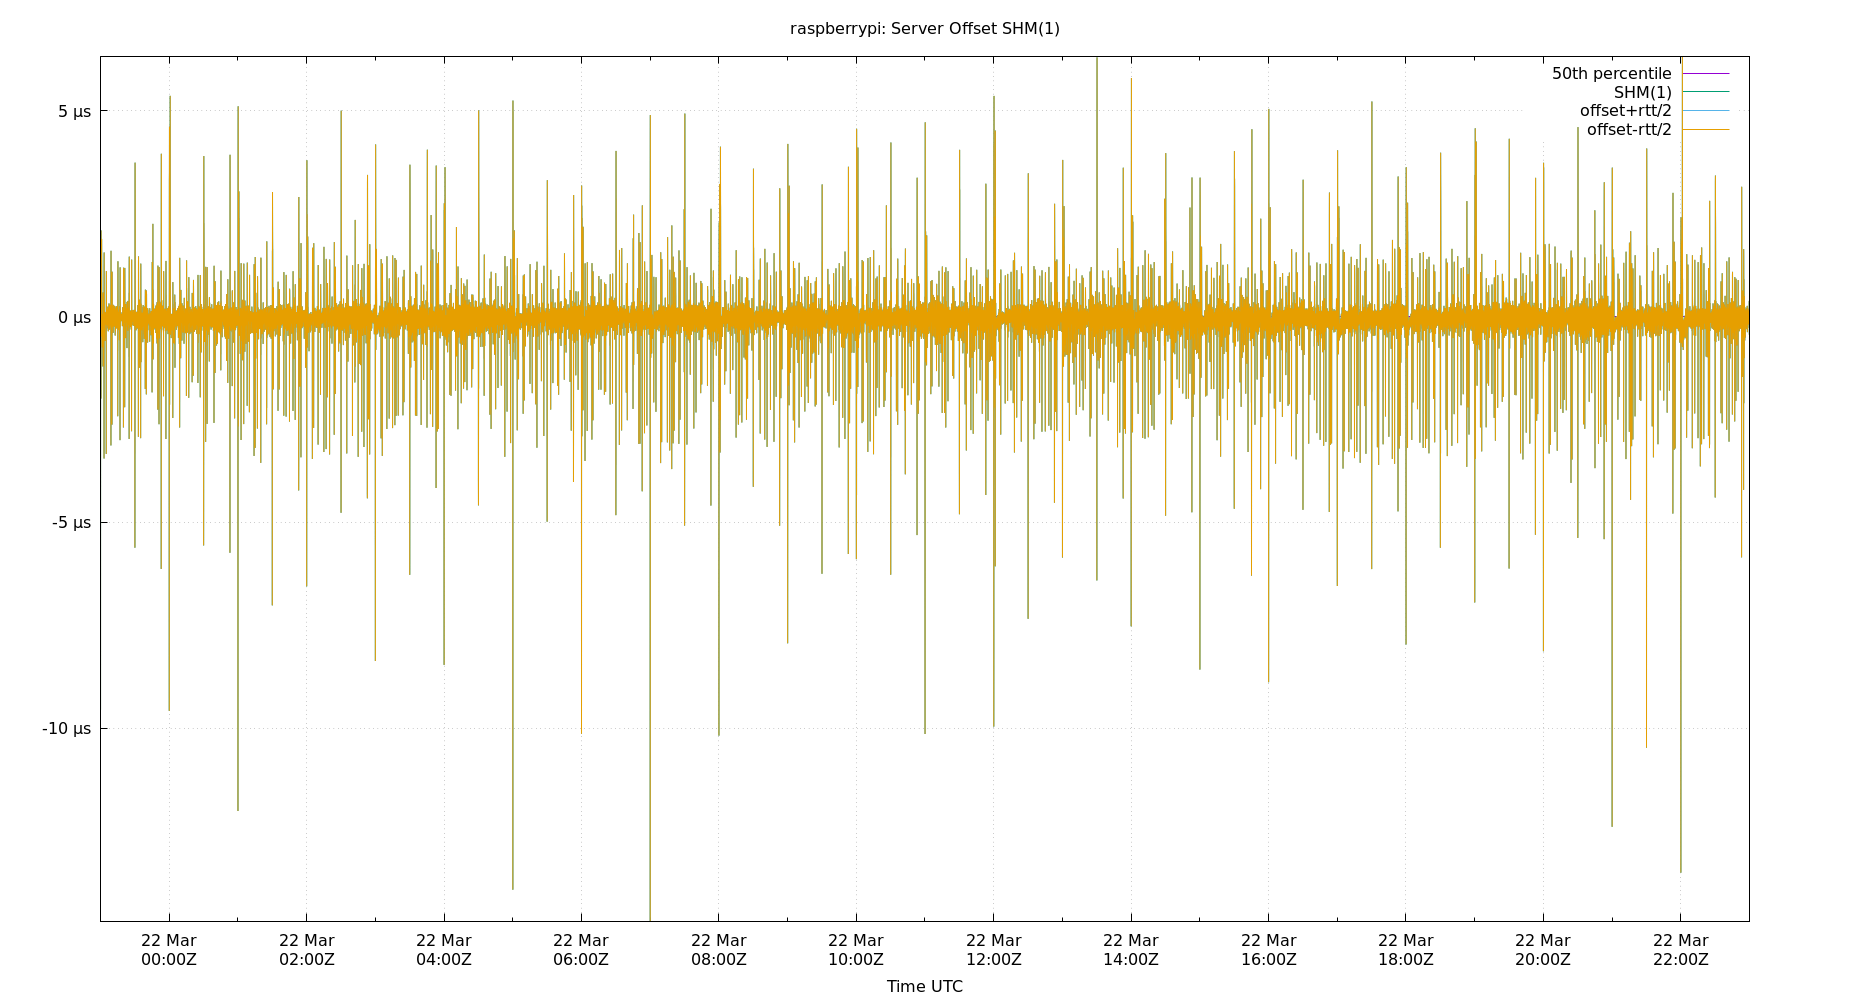 raspberrypi: Server Offset SHM(1)
50th percentile
SHM(1)
offset+rtt/2
offset-rtt/2
5 µs
0 µs
-5 µs
-10 µs
22 Mar 22 Mar 22 Mar 22 Mar 22 Mar 22 Mar 22 Mar 22 Mar 22 Mar 22 Mar 22 Mar 22 Mar
00:00Z 02:00Z 04:00Z 06:00Z 08:00Z 10:00Z 12:00Z 14:00Z 16:00Z 18:00Z 20:00Z 22:00Z
Time UTC